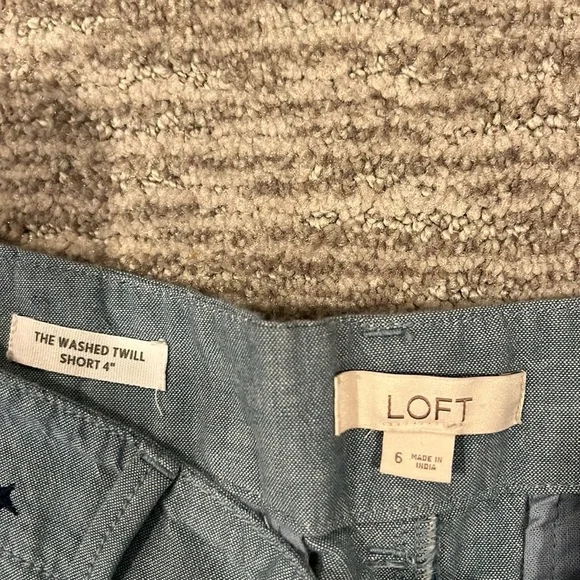 THE WASHED TWILL
SHORT 4"
LOFT
6
MADE IN
INDIA